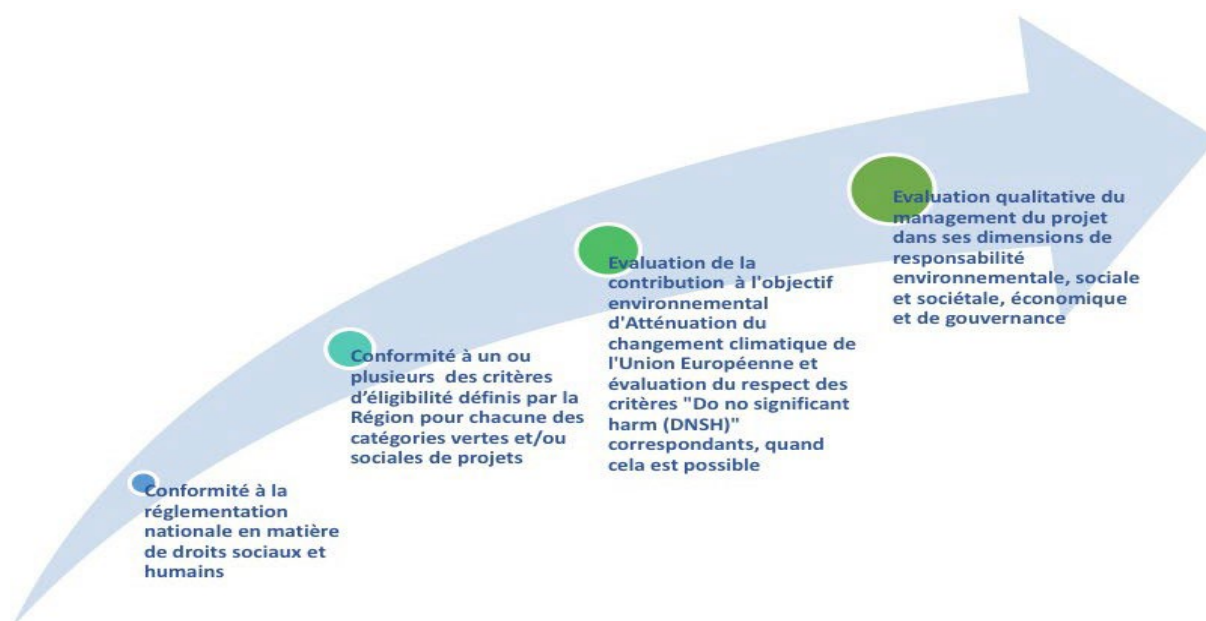 Conformité à la
réglementation
nationale en matière
de droits sociaux et
humains
Conformité à un ou
plusieurs des critères
d’éligibilité définis par la
Région pour chacune des
catégories vertes et/ou
sociales de projets
Evaluation de la
contribution à l'objectif
environnemental
d'Atténuation du
changement climatique de
l'Union Européenne et
évaluation du respect des
critères "Do no significant
harm (DNSH)"
correspondants, quand
cela est possible
Evaluation qualitative du
management du projet
dans ses dimensions de
responsabilité
environnementale, sociale
et sociétale, économique
et de gouvernance